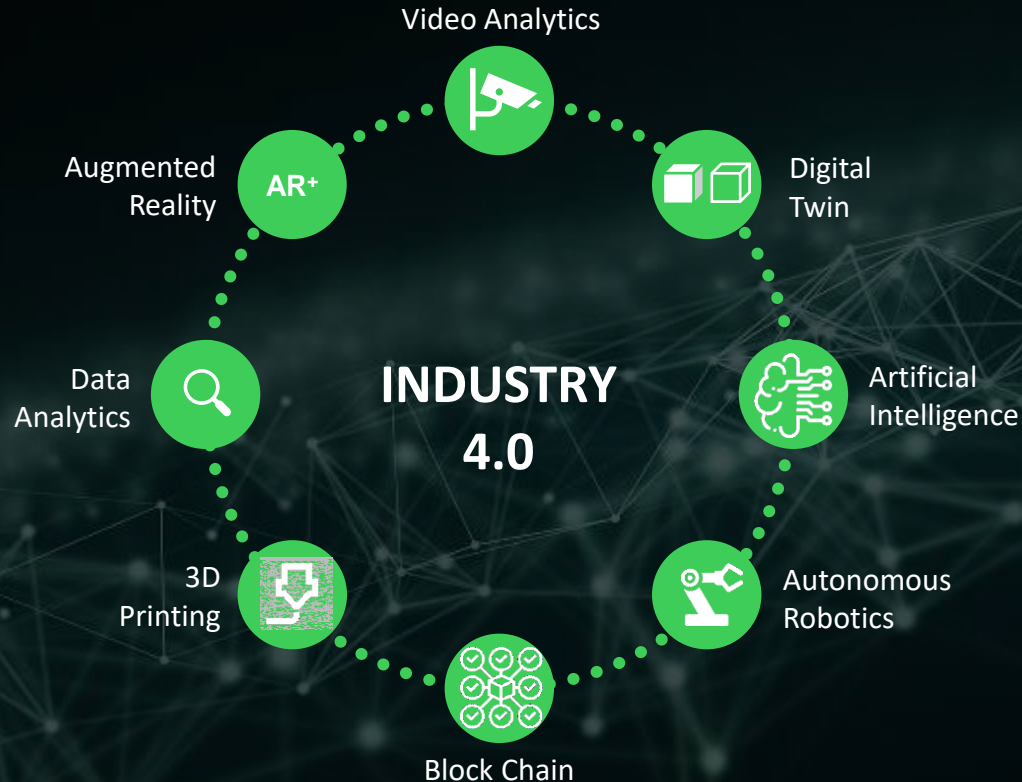 Video Analytics
Augmented
Reality
AR+
Digital
Twin
Data
Analytics
INDUSTRY
4.0
Artificial
Intelligence
3D
Printing
Autonomous
Robotics
Block Chain